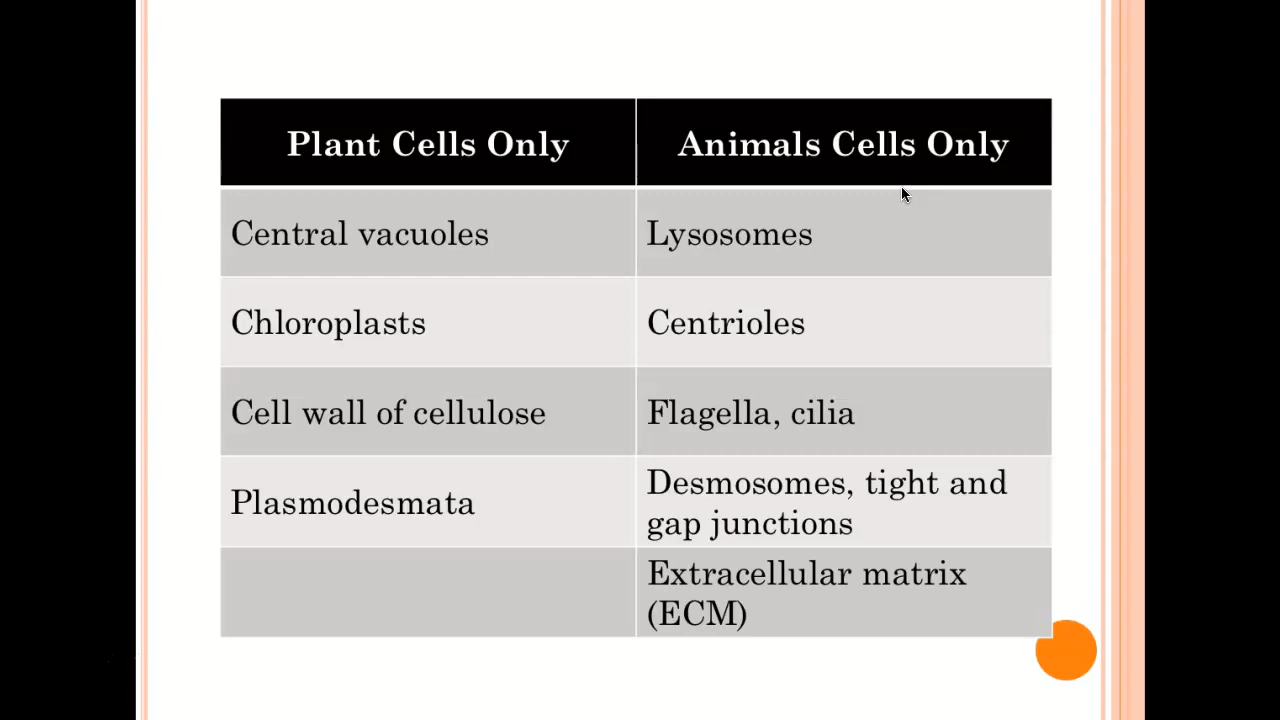 Plant Cells Only
Animals Cells Only
Central vacuoles
Lysosomes
Chloroplasts
Centrioles
Cell wall of cellulose
Flagella, cilia
Plasmodesmata
Desmosomes, tight and
gap junctions
Extracellular matrix
(ECM)